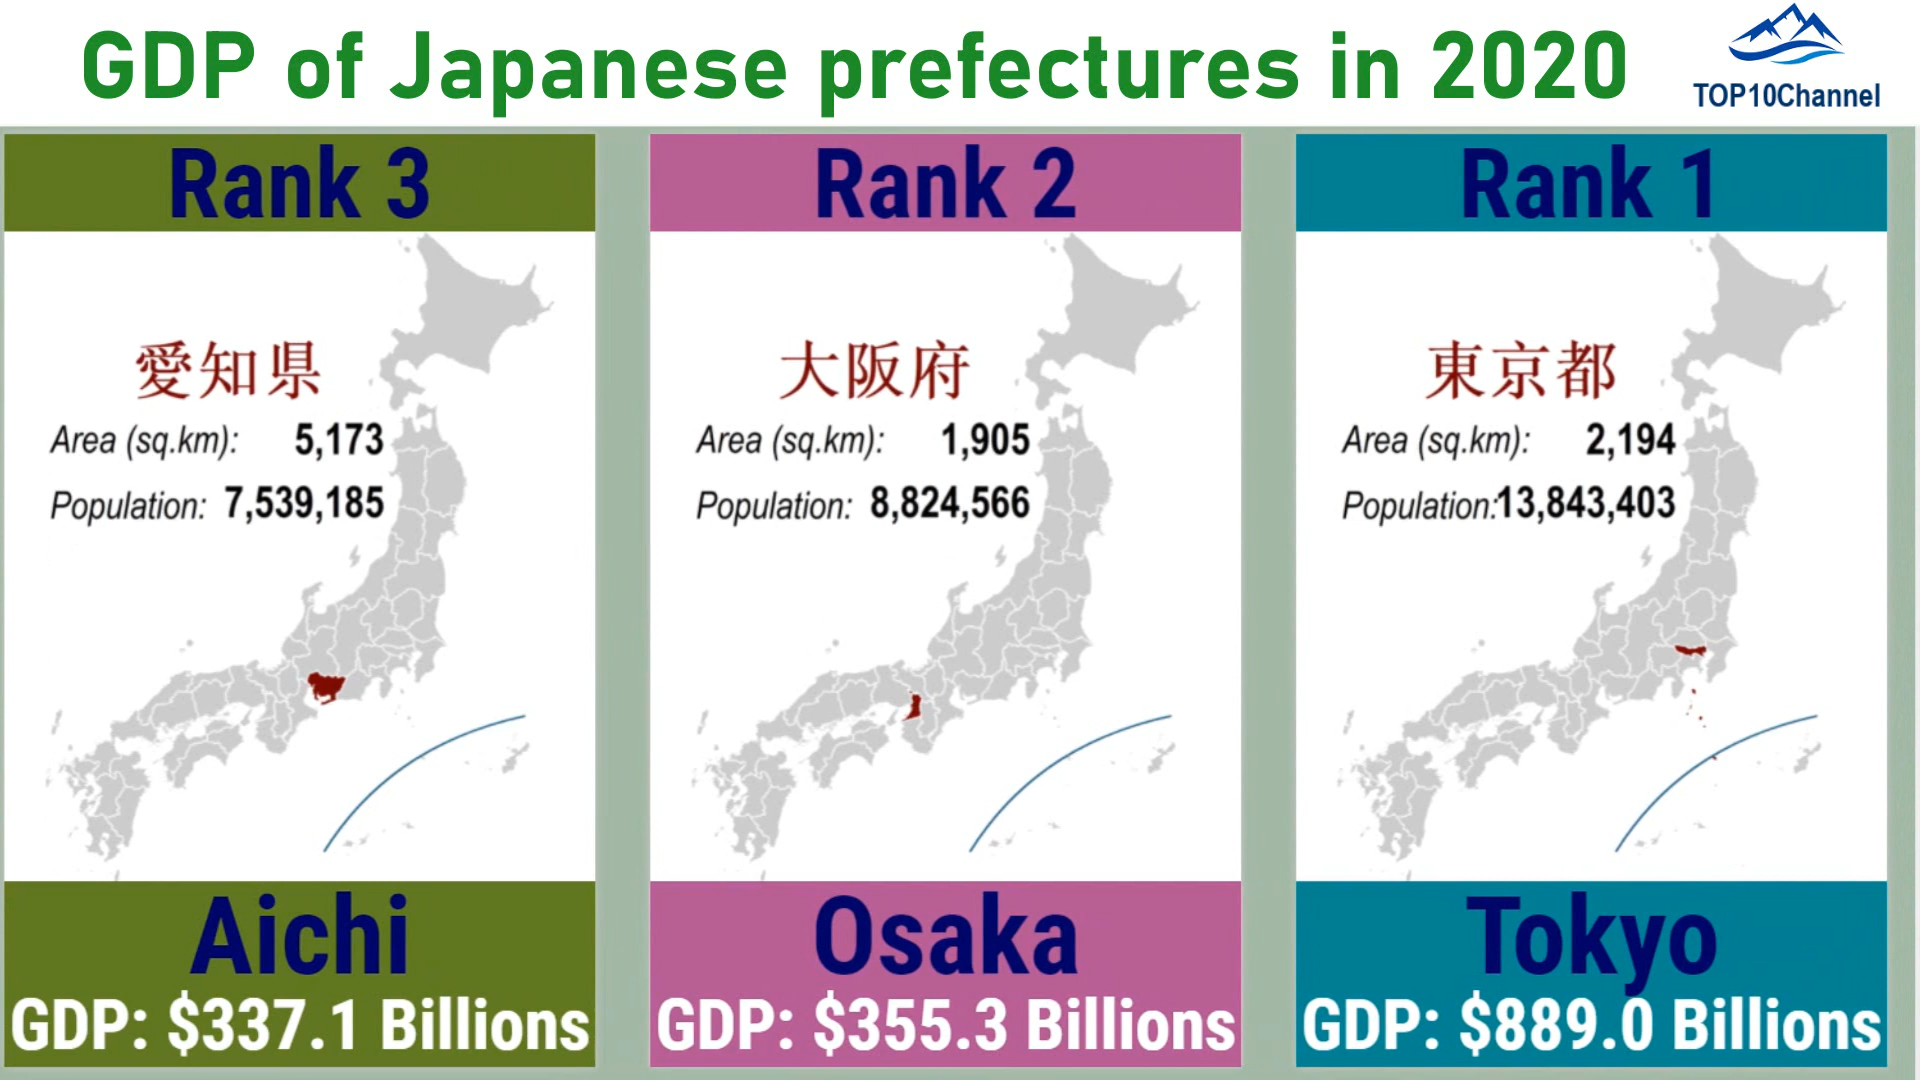 GDP of Japanese prefectures in 2020
TOP10Channel
Rank 3
愛知県
Area (sq.km): 5,173
Population: 7,539,185
Aichi
GDP: $337.1 Billions
Rank 2
大阪府
Area (sq.km): 1,905
Population: 8,824,566
Osaka
GDP: $355.3 Billions
Rank 1
東京都
Area (sq.km): 2,194
Population:13,843,403
Tokyo
GDP: $889.0 Billions